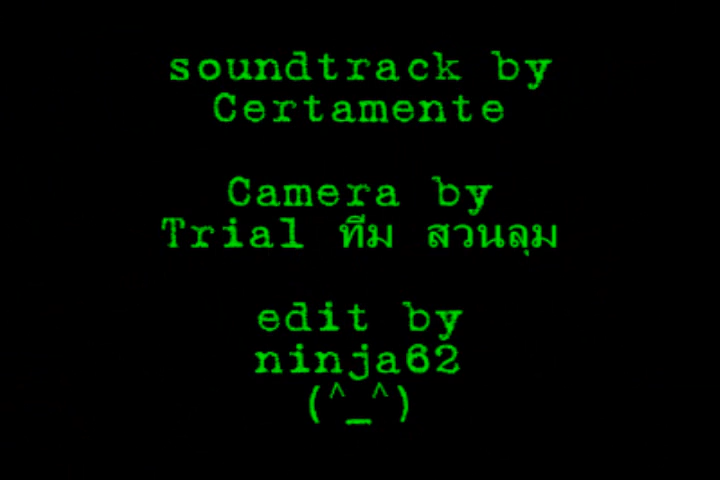 soundtrack by
Certamente
Camera by
Trial ทีม สวนลุม
edit by
ninja62
(^_^)